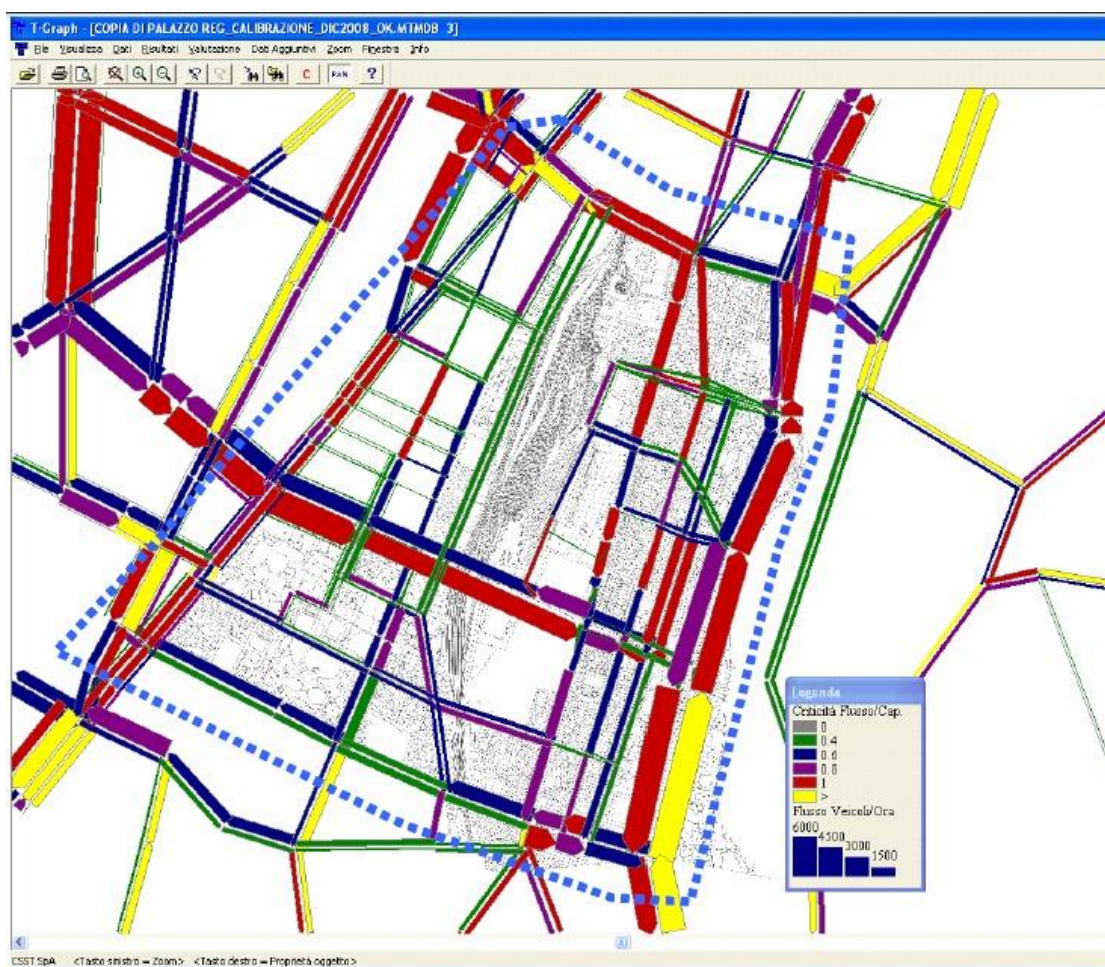 T-Graph - [COPIA DI PALAZZO REG_CALIBRAZIONE_DIC2008_OK.MTMDB 3]
File Visualizza Dati Risultati Valutazione Dati Aggiuntivi Zoom Finestra Info
C PAN ?
Legenda
Criticità Flusso/Cap.
0
0.4
0.6
0.8
1
>
Flusso Veicoli/Ora
6000
4500
3000
1500
CSST SpA <Tasto sinistro = Zoom> <Tasto destro = Proprietà oggetto>